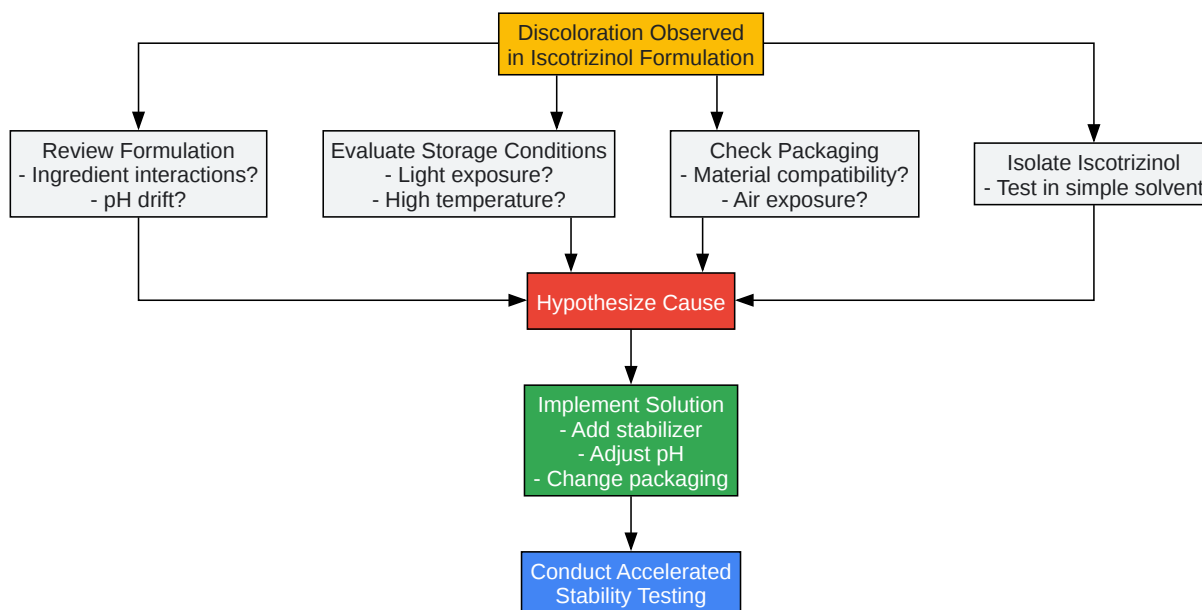 Discoloration Observed
in Iscotrizinol Formulation
Review Formulation
- Ingredient interactions?
- pH drift?
Evaluate Storage Conditions
- Light exposure?
- High temperature?
Check Packaging
- Material compatibility?
- Air exposure?
Isolate Iscotrizinol
- Test in simple solvent
Hypothesize Cause
Implement Solution
- Add stabilizer
- Adjust pH
- Change packaging
Conduct Accelerated
Stability Testing